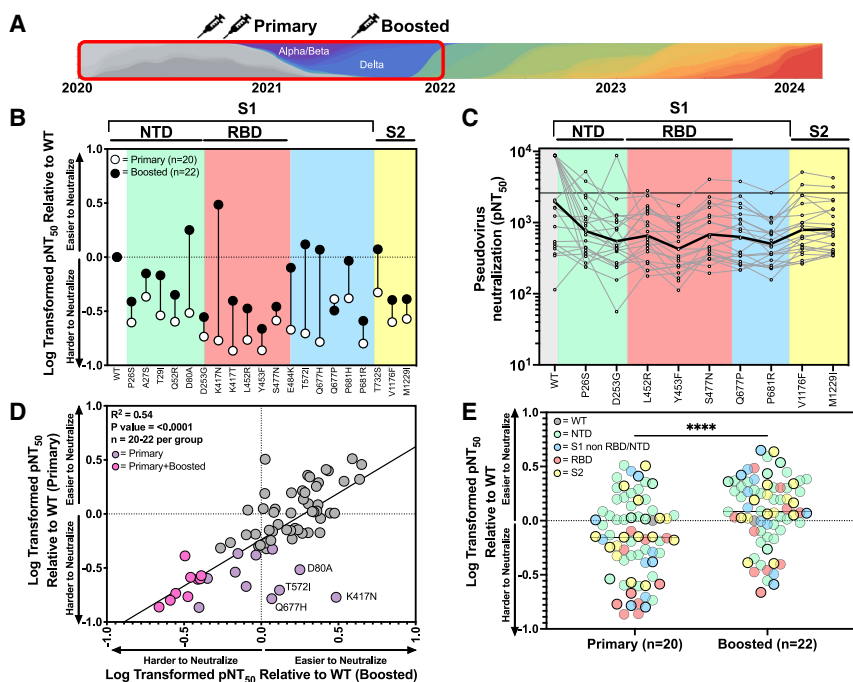 A
Primary
Boosted
Alpha/Beta
Delta
2020
2021
2022
2023
2024
B
S1
NTD
RBD
S2
Log Transformed pNT50 Relative to WT
Harder to Neutralize
Easier to Neutralize
1.0
0.5
0.0
-0.5
-1.0
= Primary (n=20)
= Boosted (n=22)
WT
P26S
A27S
T29I
Q52R
D80A
D253G
K417N
K417T
L452R
Y453F
S477N
E484K
T572I
Q677H
Q677P
P681H
P681R
T732S
V1176F
M1229I
C
S1
NTD
RBD
S2
Pseudovirus
neutralization (pNT50)
10^4
10^3
10^2
10^1
WT
P26S
D253G
L452R
Y453F
S477N
Q677P
P681R
V1176F
M1229I
D
R2 = 0.54
P value = <0.0001
n = 20-22 per group
= Primary
= Primary+Boosted
Log Transformed pNT50
Relative to WT (Primary)
Harder to Neutralize
Easier to Neutralize
1.0
0.5
0.0
-0.5
-1.0
D80A
T572I
K417N
Q677H
-1.0
-0.5
0.0
0.5
1.0
Harder to Neutralize
Easier to Neutralize
Log Transformed pNT50 Relative to WT (Boosted)
E
= WT
= NTD
= S1 non RBD/NTD
= RBD
= S2
****
Log Transformed pNT50
Relative to WT
Harder to Neutralize
Easier to Neutralize
1.0
0.5
0.0
-0.5
-1.0
Primary (n=20)
Boosted (n=22)